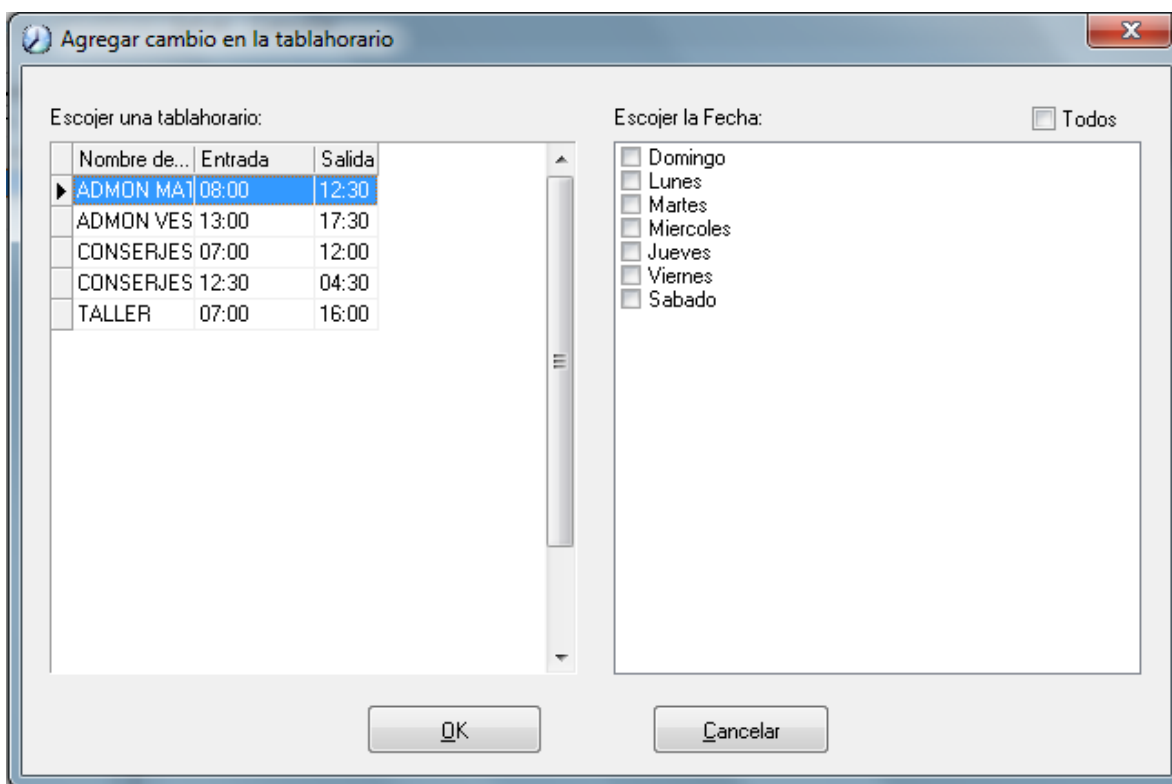 Agregar cambio en la tablahorario
Escojer una tablahorario:
Nombre de... Entrada Salida
ADMON MAT 08:00 12:30
ADMON VES 13:00 17:30
CONSERJES 07:00 12:00
CONSERJES 12:30 04:30
TALLER 07:00 16:00
Escojer la Fecha:
Todos
Domingo
Lunes
Martes
Miercoles
Jueves
Viernes
Sabado
OK
Cancelar